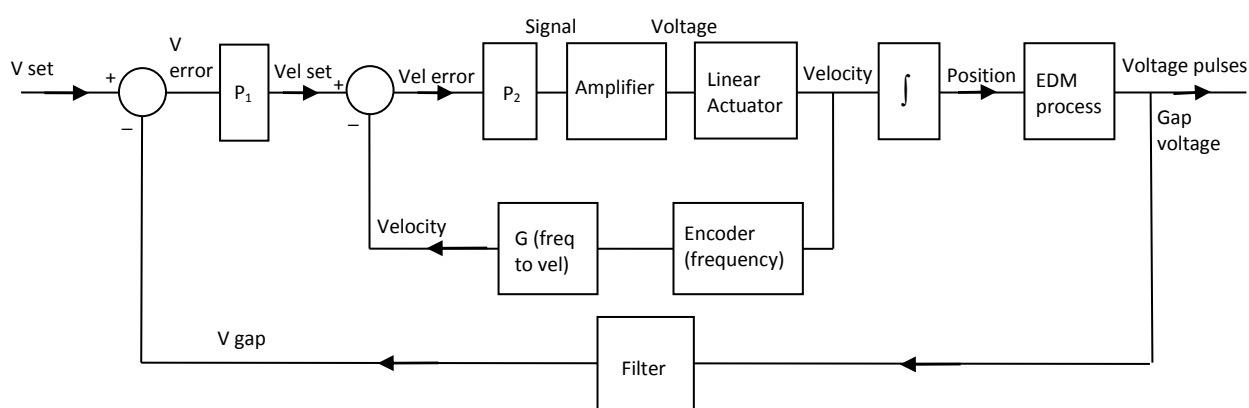 V set
+
−
V
error
P1
Vel set
+
−
Vel error
P2
Signal
Amplifier
Voltage
Linear
Actuator
Velocity
∫
Position
EDM
process
Voltage pulses
Gap
voltage
Velocity
G (freq
to vel)
Encoder
(frequency)
V gap
Filter